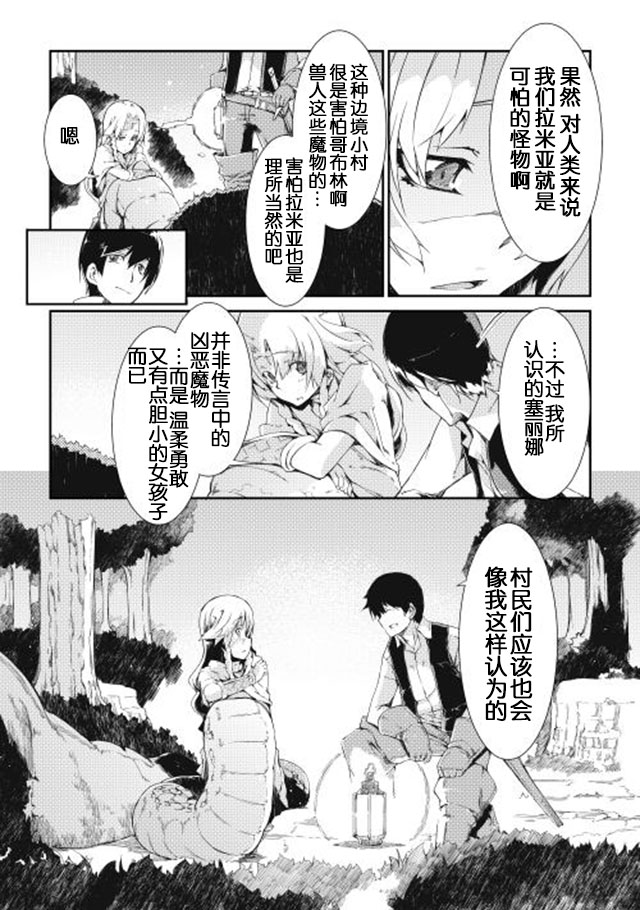 果然 对人类来说
我们拉米亚就是
可怕的怪物啊
这种边境小村
很是害怕哥布林啊
兽人这些魔物的…
害怕拉米亚也是
理所当然的吧
嗯
…不过 我所
认识的塞丽娜
并非传言中的
凶恶魔物
…而是 温柔勇敢
又有点胆小的女孩子
而已
村民们应该也会
像我这样认为的